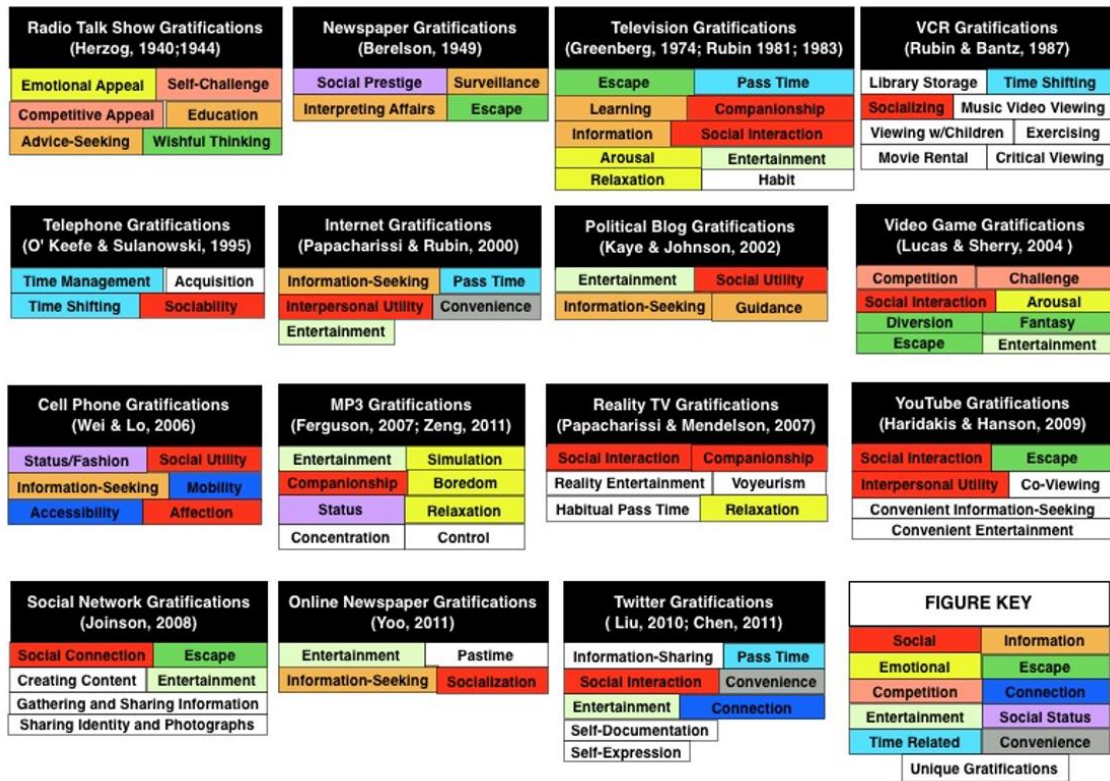 Radio Talk Show Gratifications
(Herzog, 1940;1944)
Emotional Appeal
Self-Challenge
Competitive Appeal
Education
Advice-Seeking
Wishful Thinking
Newspaper Gratifications
(Berelson, 1949)
Social Prestige
Surveillance
Interpreting Affairs
Escape
Television Gratifications
(Greenberg, 1974; Rubin 1981; 1983)
Escape
Pass Time
Learning
Companionship
Information
Social Interaction
Arousal
Entertainment
Relaxation
Habit
VCR Gratifications
(Rubin & Bantz, 1987)
Library Storage
Time Shifting
Socializing
Music Video Viewing
Viewing w/Children
Exercising
Movie Rental
Critical Viewing
Telephone Gratifications
(O' Keefe & Sulanowski, 1995)
Time Management
Acquisition
Time Shifting
Sociability
Internet Gratifications
(Papacharissi & Rubin, 2000)
Information-Seeking
Pass Time
Interpersonal Utility
Convenience
Entertainment
Political Blog Gratifications
(Kaye & Johnson, 2002)
Entertainment
Social Utility
Information-Seeking
Guidance
Video Game Gratifications
(Lucas & Sherry, 2004 )
Competition
Challenge
Social Interaction
Arousal
Diversion
Fantasy
Escape
Entertainment
Cell Phone Gratifications
(Wei & Lo, 2006)
Status/Fashion
Social Utility
Information-Seeking
Mobility
Accessibility
Affection
MP3 Gratifications
(Ferguson, 2007; Zeng, 2011)
Entertainment
Simulation
Companionship
Boredom
Status
Relaxation
Concentration
Control
Reality TV Gratifications
(Papacharissi & Mendelson, 2007)
Social Interaction
Companionship
Reality Entertainment
Voyeurism
Habitual Pass Time
Relaxation
YouTube Gratifications
(Haridakis & Hanson, 2009)
Social Interaction
Escape
Interpersonal Utility
Co-Viewing
Convenient Information-Seeking
Convenient Entertainment
Social Network Gratifications
(Joinson, 2008)
Social Connection
Escape
Creating Content
Entertainment
Gathering and Sharing Information
Sharing Identity and Photographs
Online Newspaper Gratifications
(Yoo, 2011)
Entertainment
Pastime
Information-Seeking
Socialization
Twitter Gratifications
( Liu, 2010; Chen, 2011)
Information-Sharing
Pass Time
Social Interaction
Convenience
Entertainment
Connection
Self-Documentation
Self-Expression
FIGURE KEY
Social
Information
Emotional
Escape
Competition
Connection
Entertainment
Social Status
Time Related
Convenience
Unique Gratifications